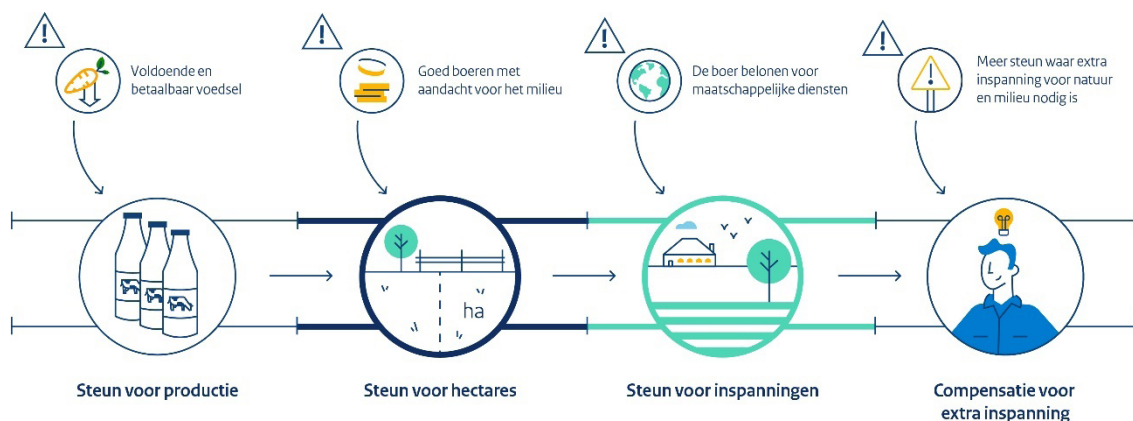 Voldoende en
betaalbaar voedsel
Goed boeren met
aandacht voor het milieu
De boer belonen voor
maatschappelijke diensten
Meer steun waar extra
inspanning voor natuur
en milieu nodig is
ha
Steun voor productie
Steun voor hectares
Steun voor inspanningen
Compensatie voor
extra inspanning